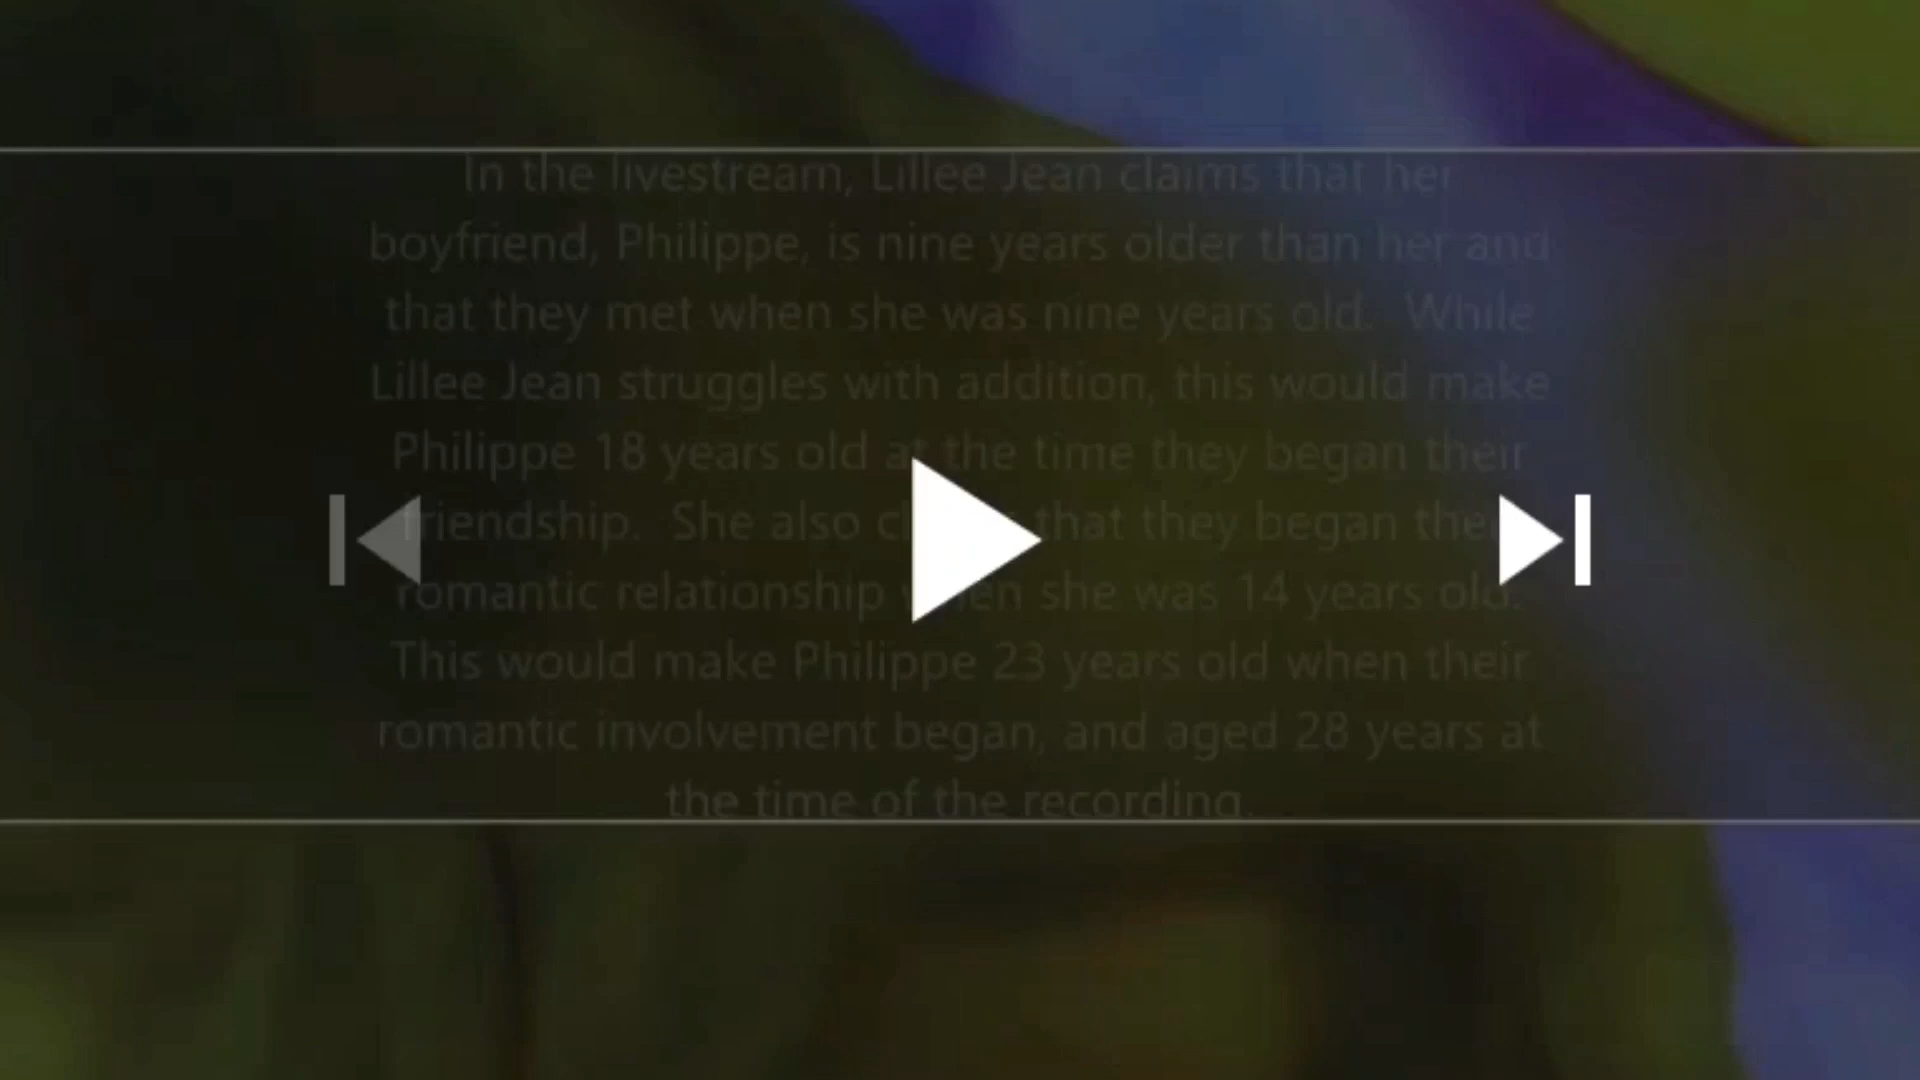 In the livestream, Lillee Jean claims that her
boyfriend, Philippe, is nine years older than her and
that they met when she was nine years old.  While
Lillee Jean struggles with addition, this would make
Philippe 18 years old at the time they began their
friendship.  She also that they began
romantic relationship she was 14 years old.
This would make Philippe 23 years old when their
romantic involvement began, and aged 28 years at
the time of the recording.